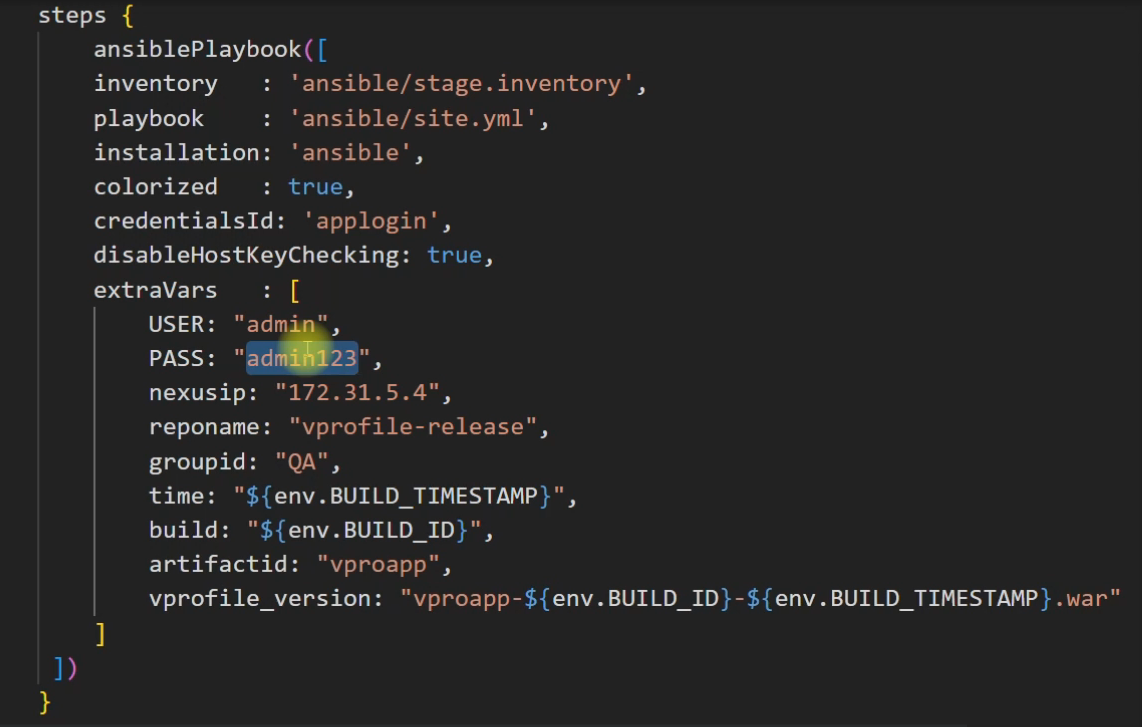 steps {
ansiblePlaybook([
inventory   : 'ansible/stage.inventory',
playbook    : 'ansible/site.yml',
installation: 'ansible',
colorized   : true,
credentialsId: 'applogin',
disableHostKeyChecking: true,
extraVars   : [
USER: "admin",
PASS: "admin123",
nexusip: "172.31.5.4",
reponame: "vprofile-release",
groupid: "QA",
time: "${env.BUILD_TIMESTAMP}",
build: "${env.BUILD_ID}",
artifactid: "vproapp",
vprofile_version: "vproapp-${env.BUILD_ID}-${env.BUILD_TIMESTAMP}.war"
]
])
}